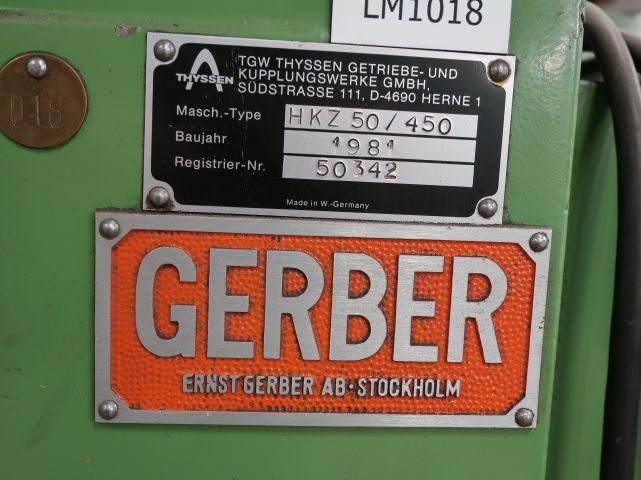 LM1018
018
THYSSEN
TGW THYSSEN GETRIEBE- UND
KUPPLUNGSWERKE GMBH,
SÜDSTRASSE 111, D-4690 HERNE 1
Masch.-Type HKZ 50/450
Baujahr 1981
Registrier-Nr. 50342
Made in W.-Germany
GERBER
ERNST GERBER AB·STOCKHOLM